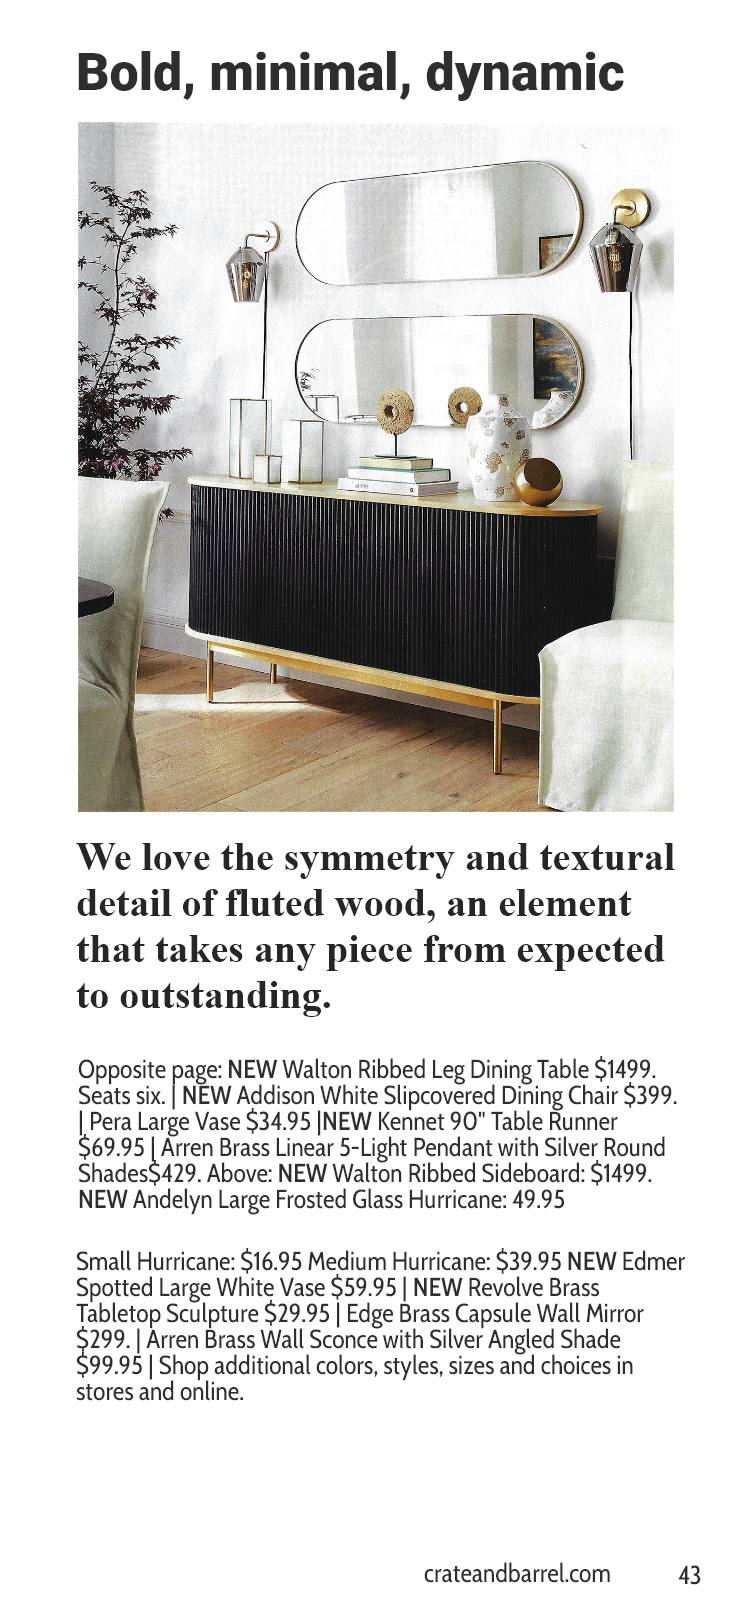 Bold, minimal, dynamic
We love the symmetry and textural
detail of fluted wood, an element
that takes any piece from expected
to outstanding.
Opposite page: NEW Walton Ribbed Leg Dining Table $1499.
Seats six. | NEW Addison White Slipcovered Dining Chair $399.
| Pera Large Vase $34.95 |NEW Kennet 90" Table Runner
$69.95 | Arren Brass Linear 5-Light Pendant with Silver Round
Shades$429. Above: NEW Walton Ribbed Sideboard: $1499.
NEW Andelyn Large Frosted Glass Hurricane: 49.95
Small Hurricane: $16.95 Medium Hurricane: $39.95 NEW Edmer
Spotted Large White Vase $59.95 | NEW Revolve Brass
Tabletop Sculpture $29.95 | Edge Brass Capsule Wall Mirror
$299. | Arren Brass Wall Sconce with Silver Angled Shade
$99.95 | Shop additional colors, styles, sizes and choices in
stores and online.
crateandbarrel.com 43